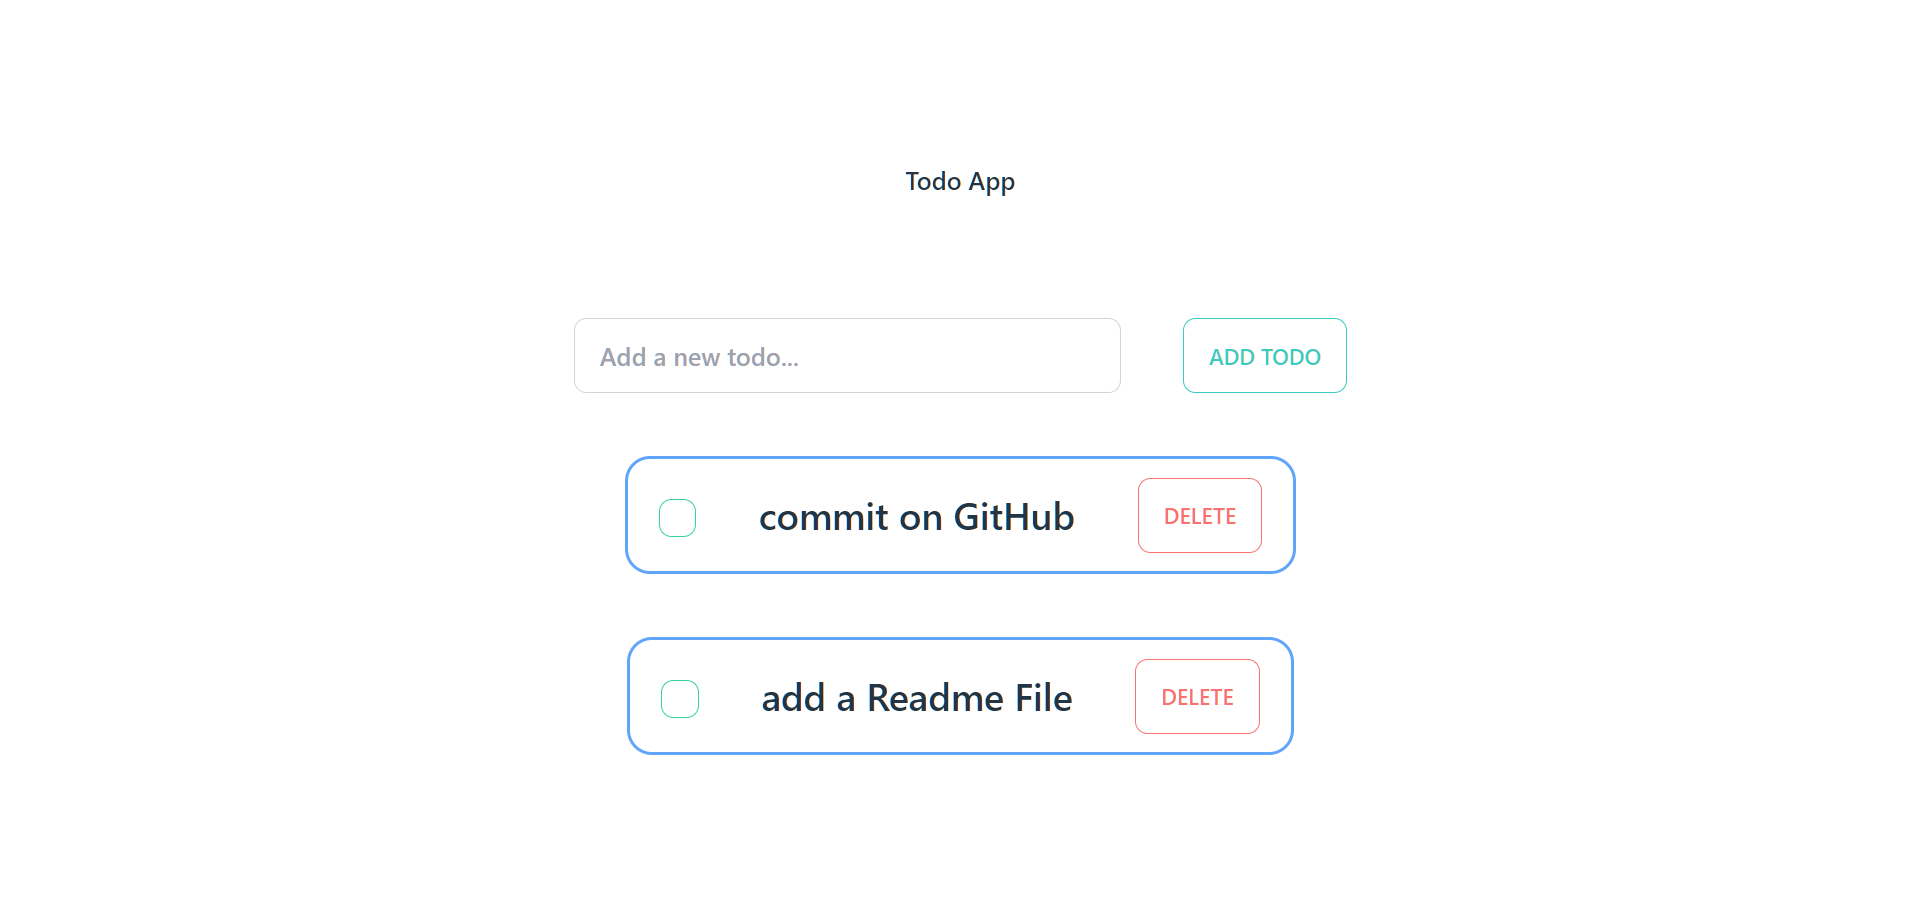 Todo App
Add a new todo...
ADD TODO
commit on GitHub
DELETE
add a Readme File
DELETE